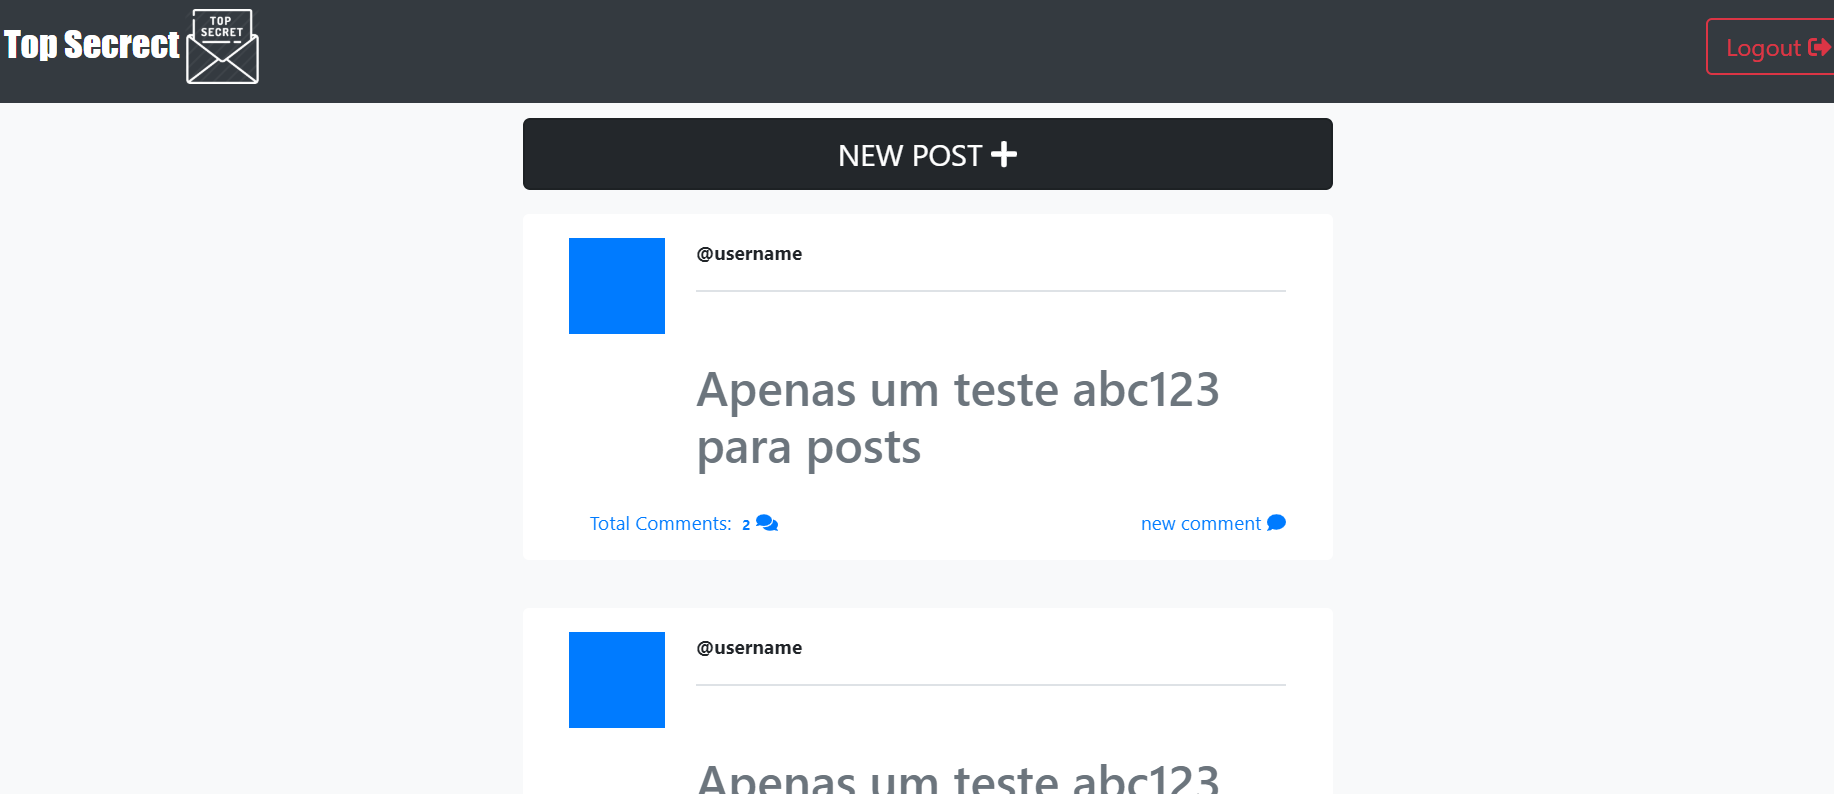 Top Secrect
TOP
SECRET
Logout
NEW POST
@username
Apenas um teste abc123
para posts
Total Comments: 2
new comment
@username
Apenas um teste abc123